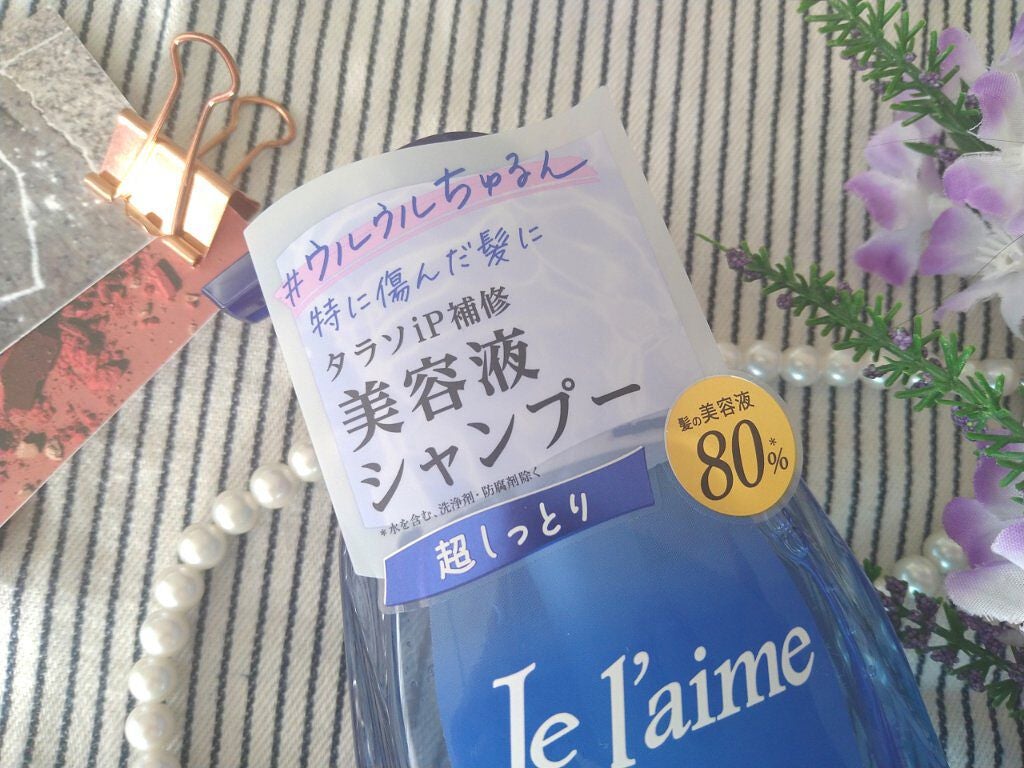 #ウルウルちゅるん
特に傷んだ髪に
タラソiP補修
美容液
シャンプー
*水を含む、洗浄剤・防腐剤除く
超しっとり
髪の美容液
80*%
Je l'aime